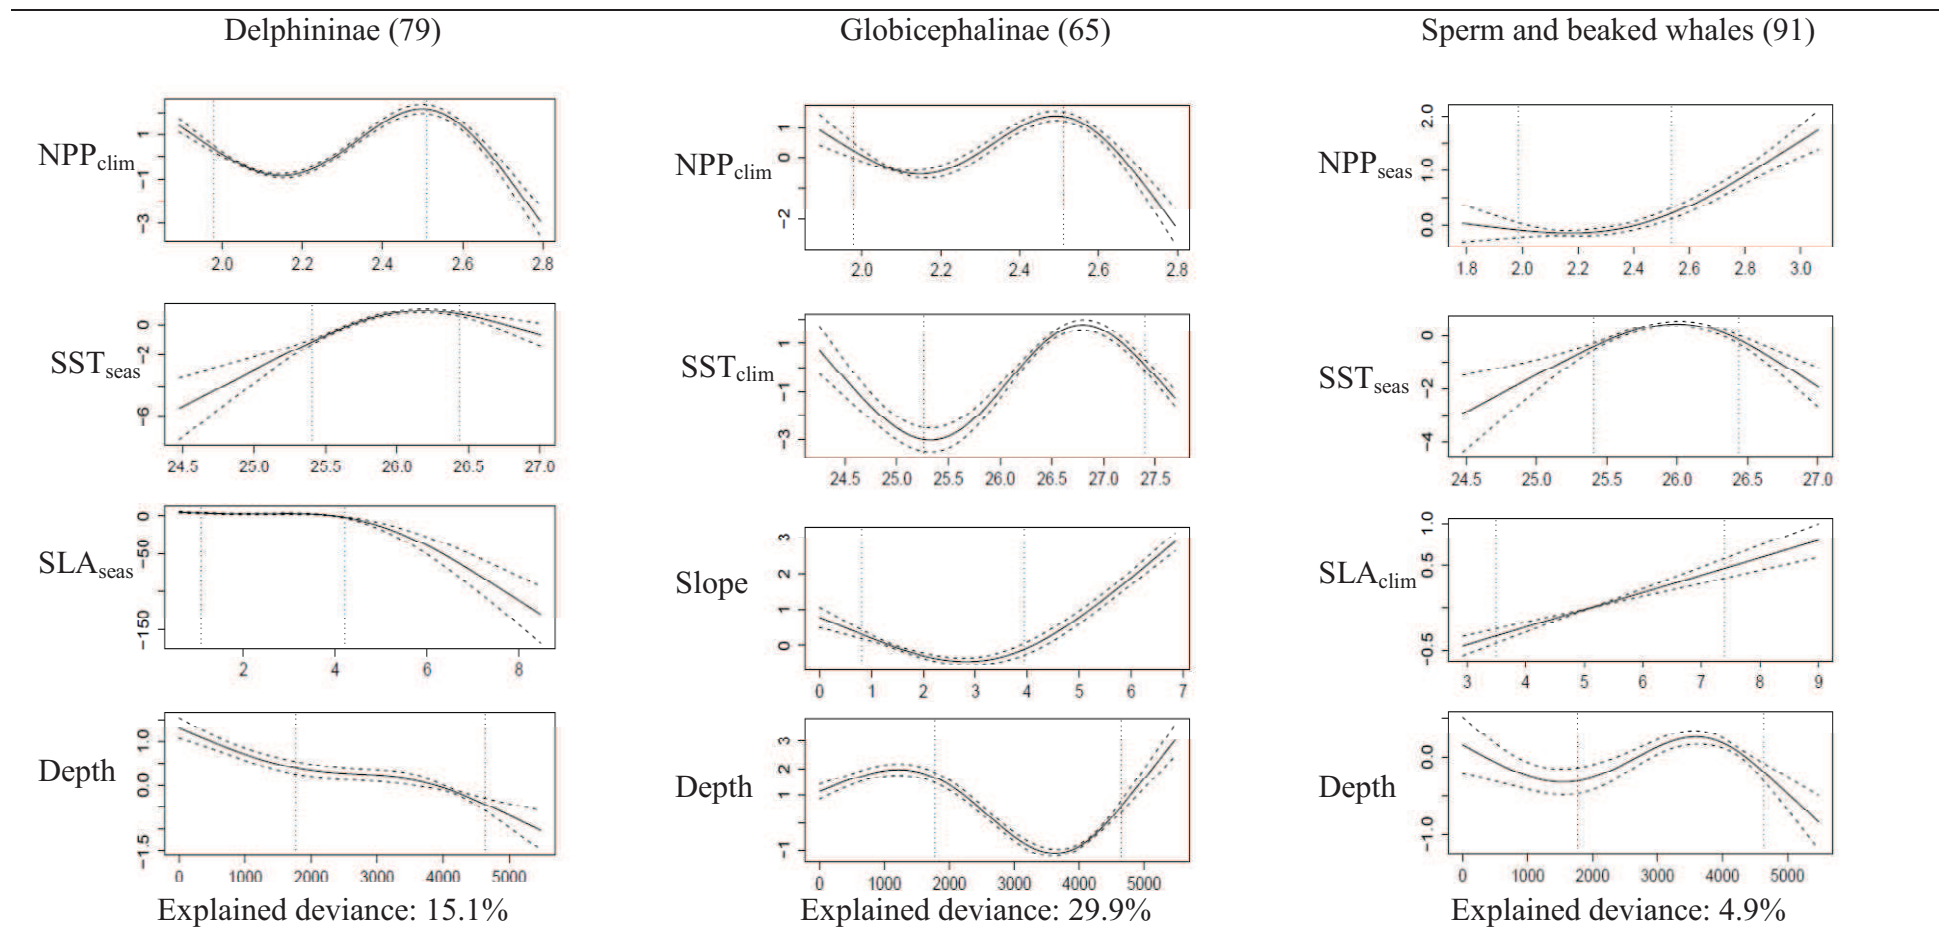 Delphininae (79) Globicephalinae (65) Sperm and beaked whales (91)
NPPclim 1 -1 -3 2.0 2.2 2.4 2.6 2.8
NPPclim 1 0 -2 2.0 2.2 2.4 2.6 2.8
NPPseas 2.0 1.0 0.0 1.8 2.0 2.2 2.4 2.6 2.8 3.0
SSTseas 0 -2 -6 24.5 25.0 25.5 26.0 26.5 27.0
SSTclim 1 -1 -3 24.5 25.0 25.5 26.0 26.5 27.0 27.5
SSTseas 0 -2 -4 24.5 25.0 25.5 26.0 26.5 27.0
SLAseas 0 -50 -150 2 4 6 8
Slope 3 2 1 0 0 1 2 3 4 5 6 7
SLAclim 1.0 0.5 -0.5 3 4 5 6 7 8 9
Depth 1.0 0.0 -1.5 0 1000 2000 3000 4000 5000
Depth 3 2 1 -1 0 1000 2000 3000 4000 5000
Depth 0.0 -1.0 0 1000 2000 3000 4000 5000
Explained deviance: 15.1% Explained deviance: 29.9% Explained deviance: 4.9%